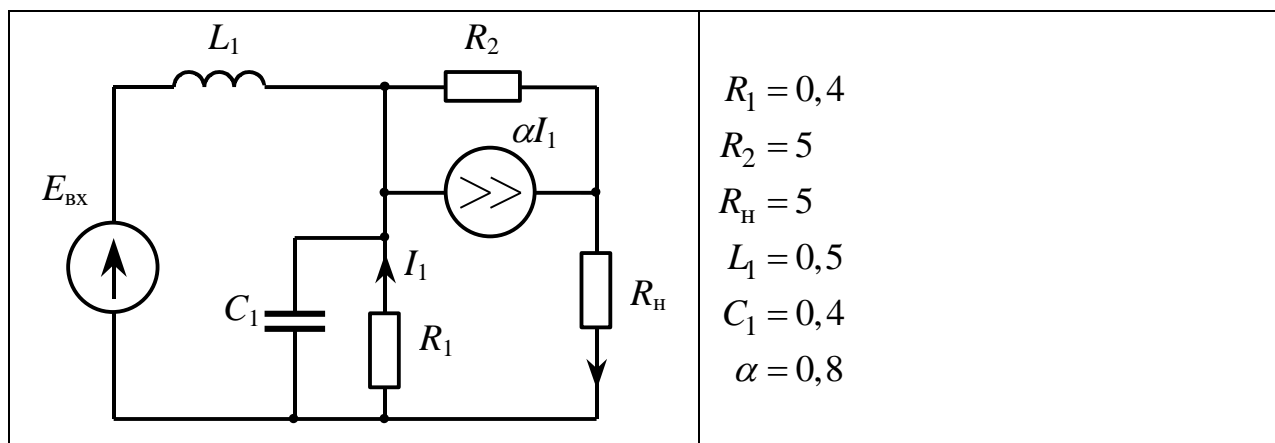 L₁
R₂
αI₁
Eвх
I₁
C₁
R₁
Rн
R₁ = 0,4
R₂ = 5
Rн = 5
L₁ = 0,5
C₁ = 0,4
α = 0,8